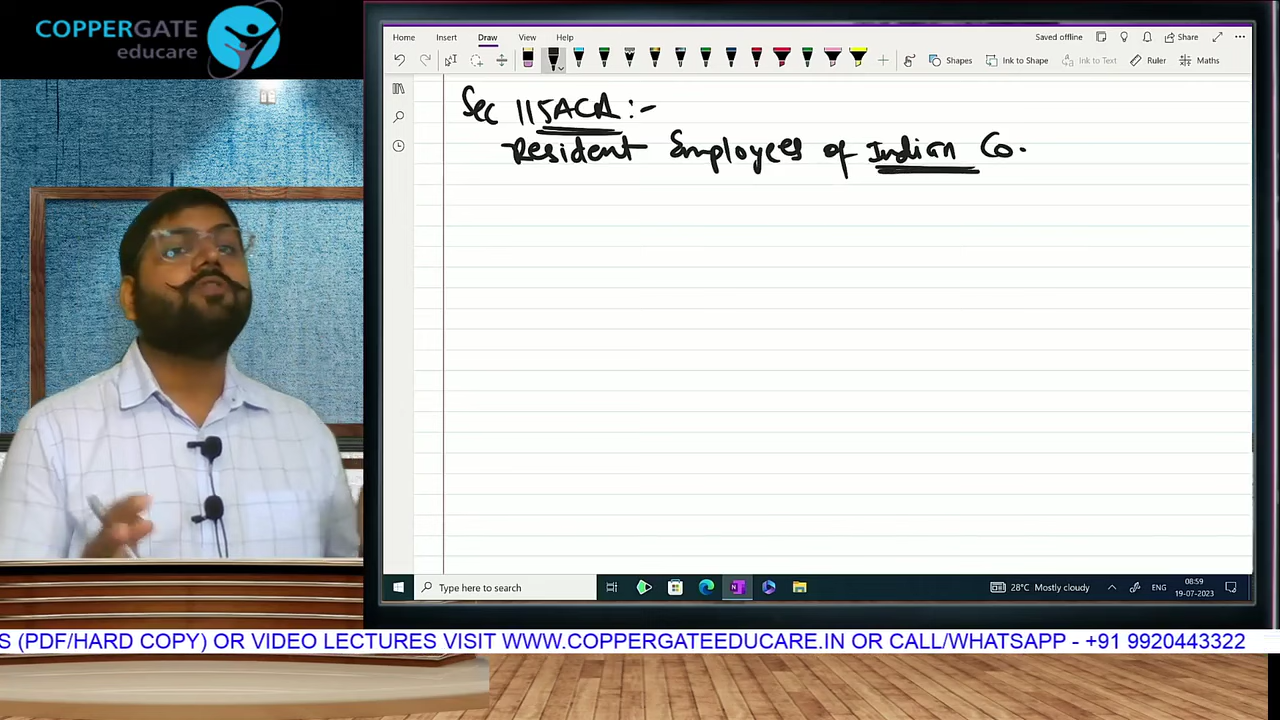 COPPERGATE
educare
Home Insert Draw View Help
Saved offline
Share
Shapes
Ink to Shape
Ink to Text
Ruler
Maths
Sec 115ACA :-
Resident Employees of Indian Co.
Type here to search
28°C Mostly cloudy
ENG
08:59
19-07-2023
S (PDF/HARD COPY) OR VIDEO LECTURES VISIT WWW.COPPERGATEEDUCARE.IN OR CALL/WHATSAPP - +91 9920443322